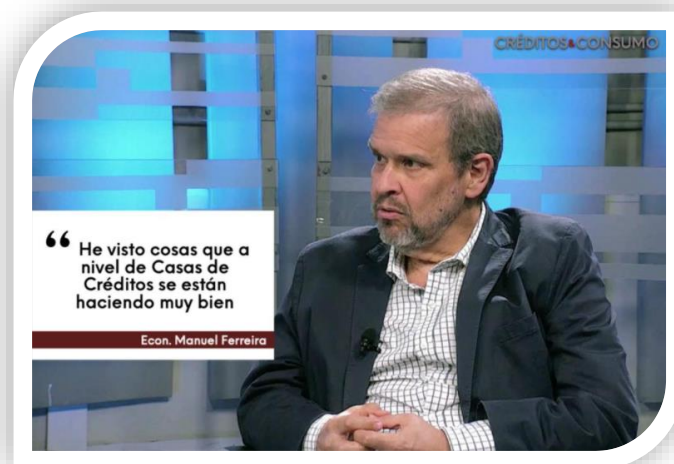 CRÉDITOS&CONSUMO
“ He visto cosas que a
nivel de Casas de
Créditos se están
haciendo muy bien
Econ. Manuel Ferreira